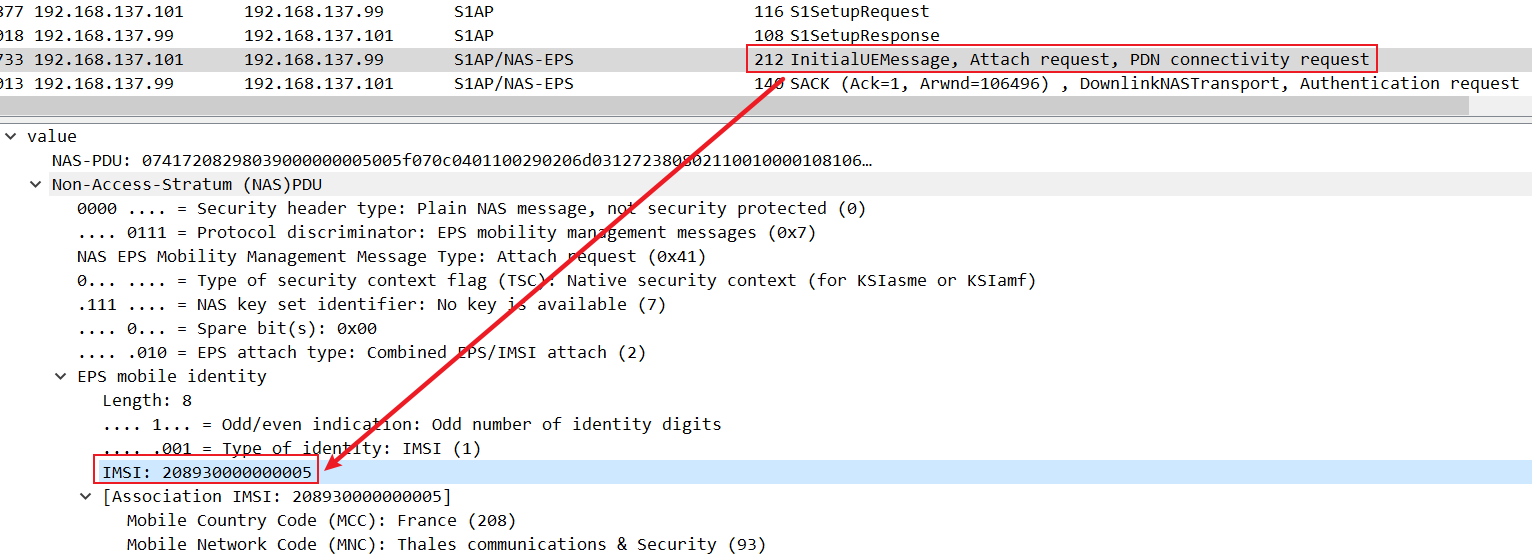 877 192.168.137.101 192.168.137.99 S1AP 116 S1SetupRequest
018 192.168.137.99 192.168.137.101 S1AP 108 S1SetupResponse
733 192.168.137.101 192.168.137.99 S1AP/NAS-EPS 212 InitialUEMessage, Attach request, PDN connectivity request
013 192.168.137.99 192.168.137.101 S1AP/NAS-EPS 140 SACK (Ack=1, Arwnd=106496) , DownlinkNASTransport, Authentication request
value
NAS-PDU: 07417208298039000000005005f070c0401100290206d031272380802110010000108106…
Non-Access-Stratum (NAS)PDU
0000 .... = Security header type: Plain NAS message, not security protected (0)
.... 0111 = Protocol discriminator: EPS mobility management messages (0x7)
NAS EPS Mobility Management Message Type: Attach request (0x41)
0... .... = Type of security context flag (TSC): Native security context (for KSIasme or KSIamf)
.111 .... = NAS key set identifier: No key is available (7)
.... 0... = Spare bit(s): 0x00
.... .010 = EPS attach type: Combined EPS/IMSI attach (2)
EPS mobile identity
Length: 8
.... 1... = Odd/even indication: Odd number of identity digits
.... .001 = Type of identity: IMSI (1)
IMSI: 208930000000005
[Association IMSI: 208930000000005]
Mobile Country Code (MCC): France (208)
Mobile Network Code (MNC): Thales communications & Security (93)